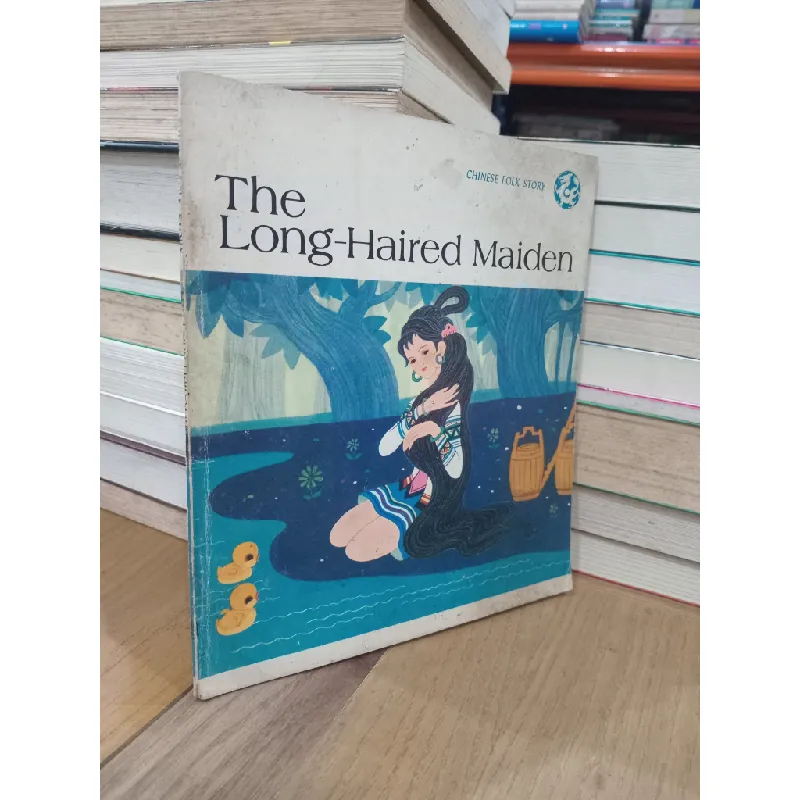 CHINESE FOLK STORY
The
Long-Haired Maiden